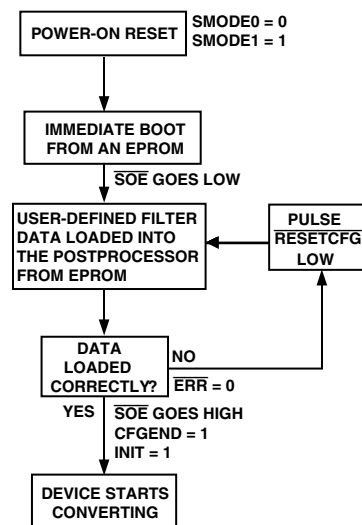 POWER-ON RESET
SMODE0 = 0
SMODE1 = 1
IMMEDIATE BOOT
FROM AN EPROM
SOE GOES LOW
USER-DEFINED FILTER
DATA LOADED INTO
THE POSTPROCESSOR
FROM EPROM
PULSE
RESETCFG
LOW
DATA
LOADED
CORRECTLY?
NO
ERR = 0
YES
SOE GOES HIGH
CFGEND = 1
INIT = 1
DEVICE STARTS
CONVERTING